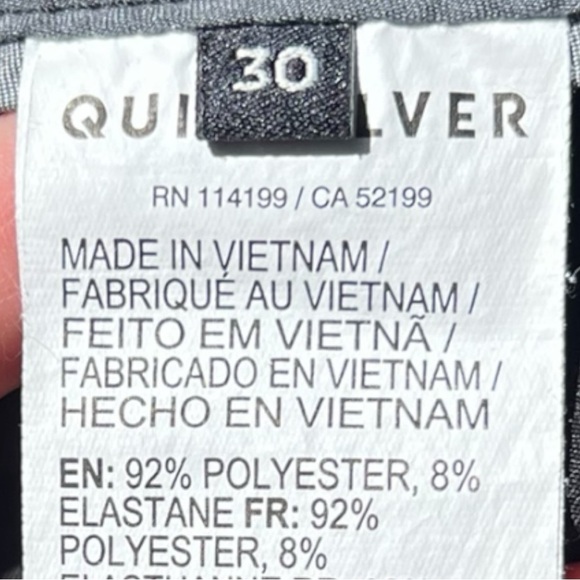 30
QUI LVER
RN 114199 / CA 52199
MADE IN VIETNAM /
FABRIQUÉ AU VIETNAM /
FEITO EM VIETNÃ /
FABRICADO EN VIETNAM /
HECHO EN VIETNAM
EN: 92% POLYESTER, 8%
ELASTANE FR: 92%
POLYESTER, 8%